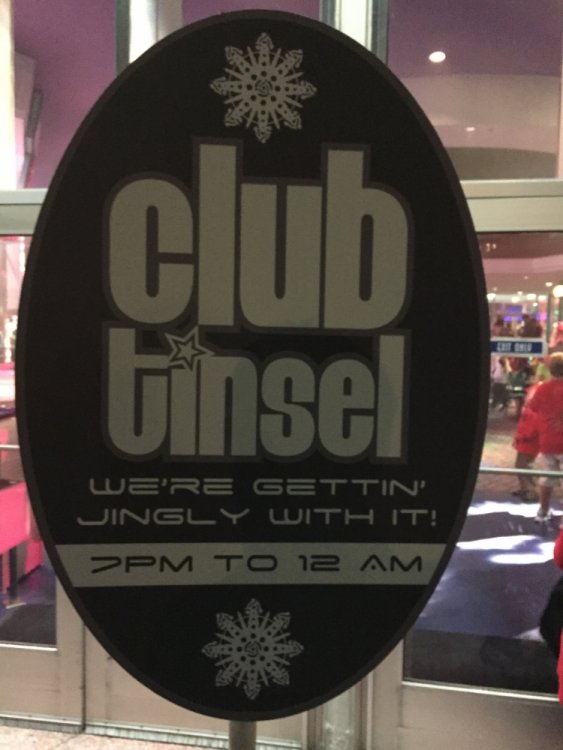 club
tinsel
WE'RE GETTIN'
JINGLY WITH IT!
7PM TO 12 AM
EXIT ONLY